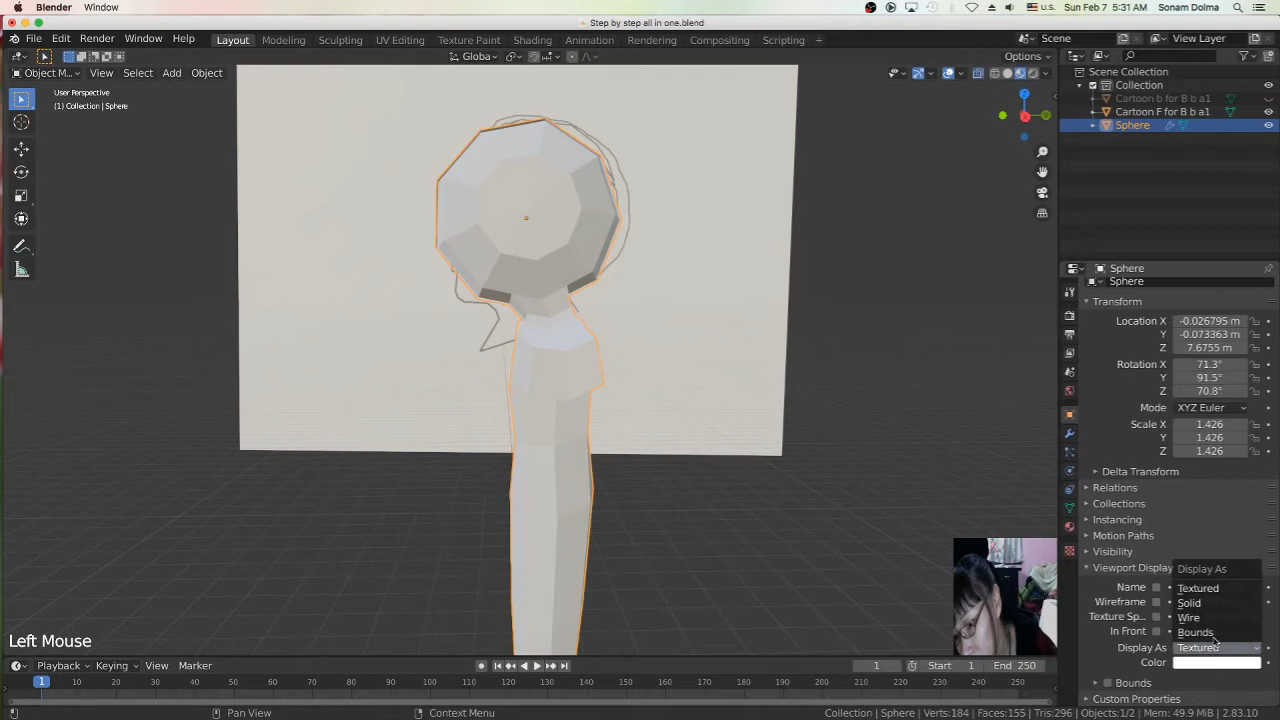 Blender Window U.S. Sun Feb 7 5:31 AM Sonam Dolma
Step by step all in one.blend
File Edit Render Window Help Layout Modeling Sculpting UV Editing Texture Paint Shading Animation Rendering Compositing Scripting + Scene View Layer
Globa Options
Object M... View Select Add Object Scene Collection
Collection
User Perspective Cartoon b for B b a1
(1) Collection | Sphere Cartoon F for B b a1
Sphere
Z
Sphere
Sphere
Transform
Location X -0.026795 m
Y -0.073363 m
Z 7.6755 m
Rotation X 71.3°
Y 91.5°
Z 70.8°
Mode XYZ Euler
Scale X 1.426
Y 1.426
Z 1.426
Delta Transform
Relations
Collections
Instancing
Motion Paths
Visibility
Viewport Display Display As
Name Textured
Wireframe Solid
Texture Sp... Wire
In Front Bounds
Display As Textured
Color
Bounds
Custom Properties
Left Mouse
Playback Keying View Marker 1 Start 1 End 250
1 10 20 30 40 50 60 70 80 90 100 110 120 130 140 150 160 170 180 190 200 210 220 230 240 250
Pan View Context Menu Collection | Sphere | Verts:184 | Faces:155 | Tris:296 | Objects:1/2 | Mem: 49.9 MiB | 2.83.10